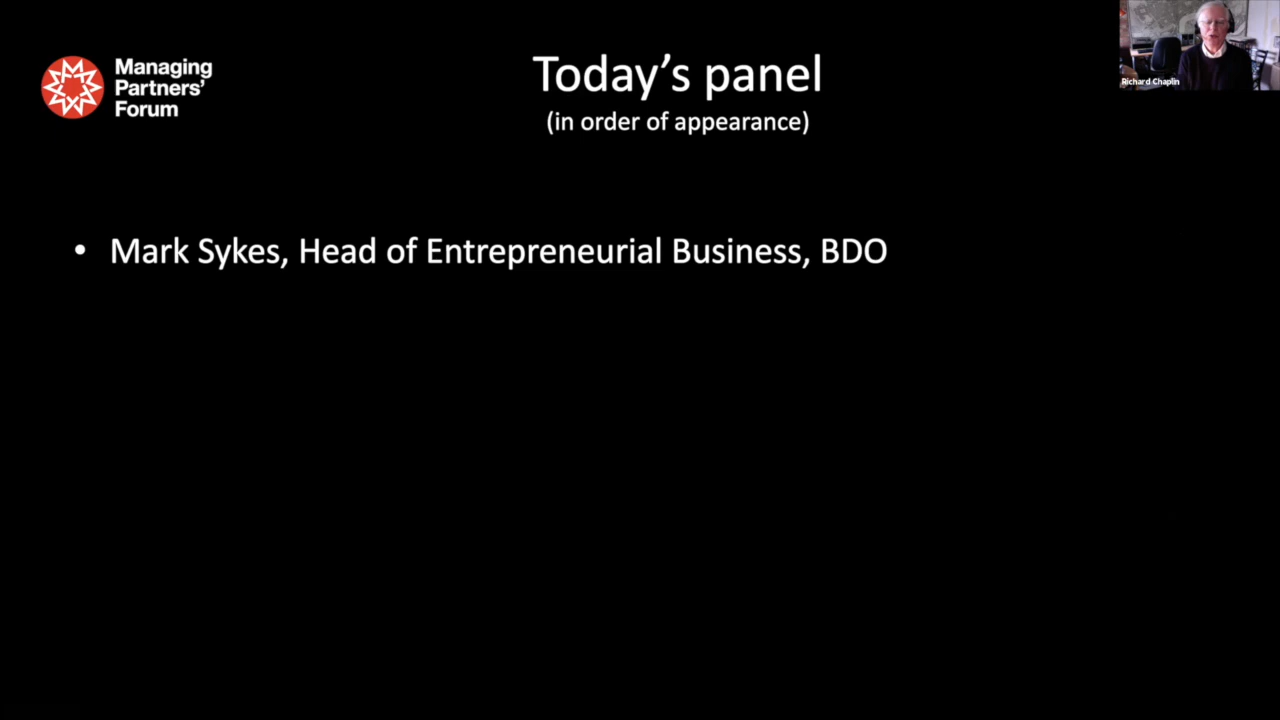 Managing
Partners’
Forum
Today’s panel
(in order of appearance)
Richard Chaplin
• Mark Sykes, Head of Entrepreneurial Business, BDO